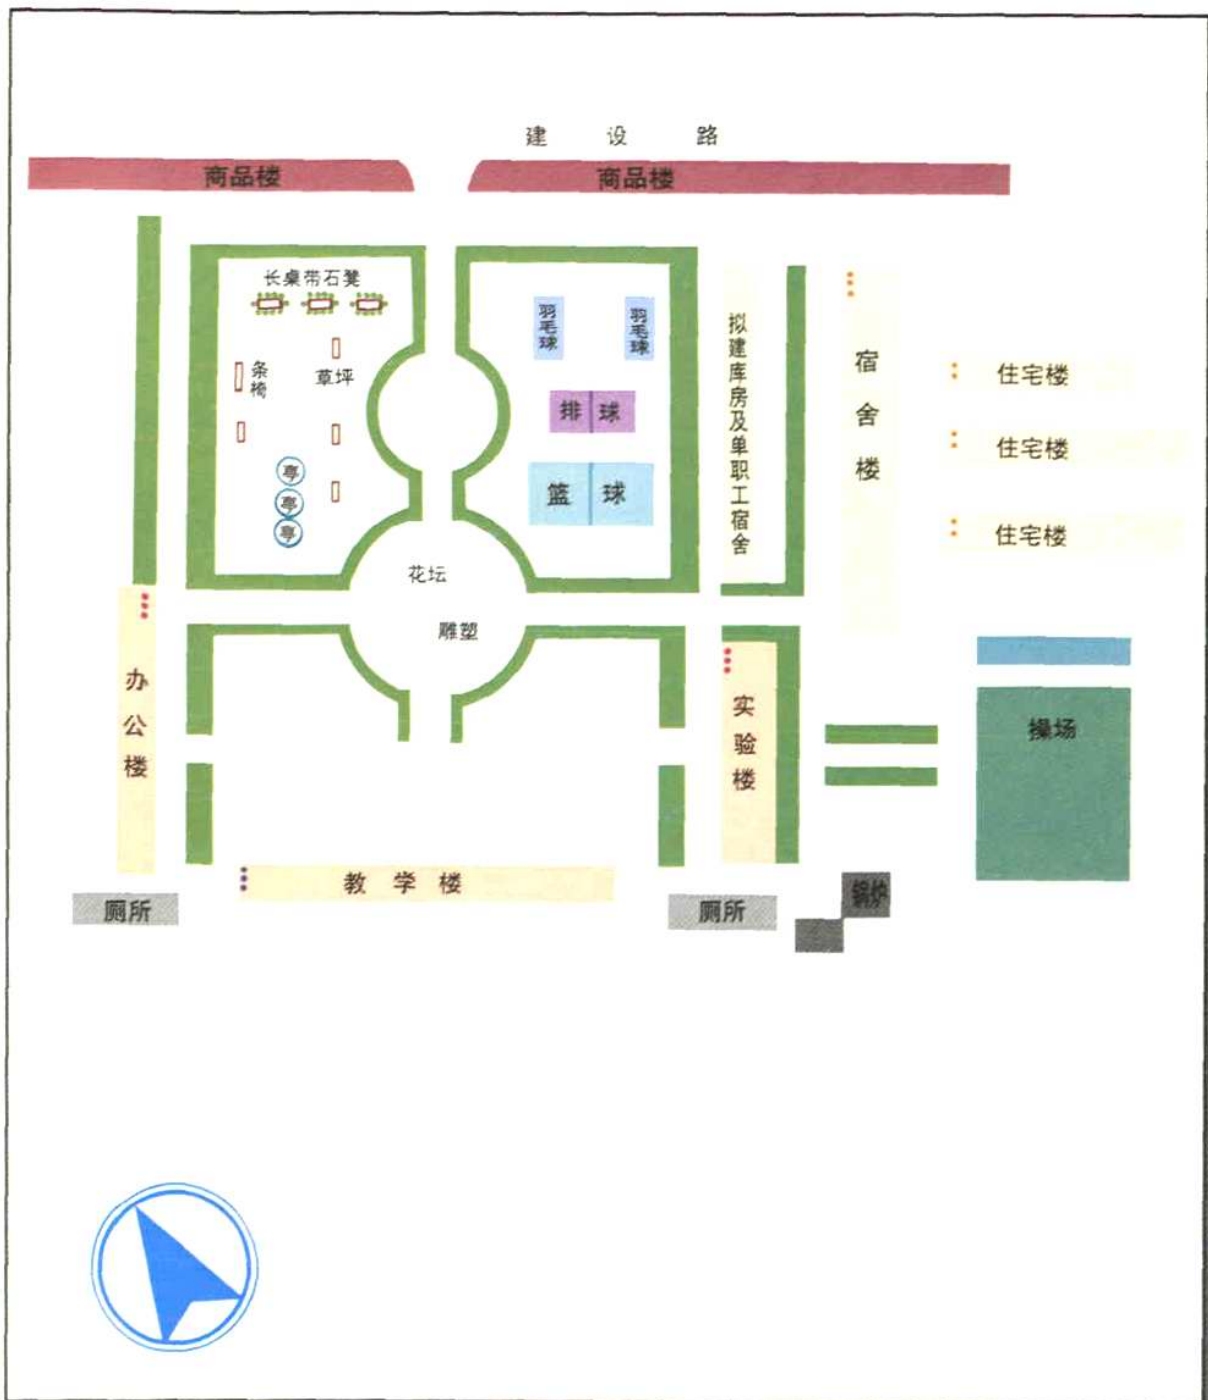 建设路
商品楼
商品楼
长桌带石凳
羽毛球
羽毛球
条椅
草坪
排球
篮球
亭
亭
亭
拟建库房及单职工宿舍
宿舍楼
住宅楼
住宅楼
住宅楼
花坛
雕塑
办公楼
实验楼
操场
教学楼
厕所
厕所
锅炉